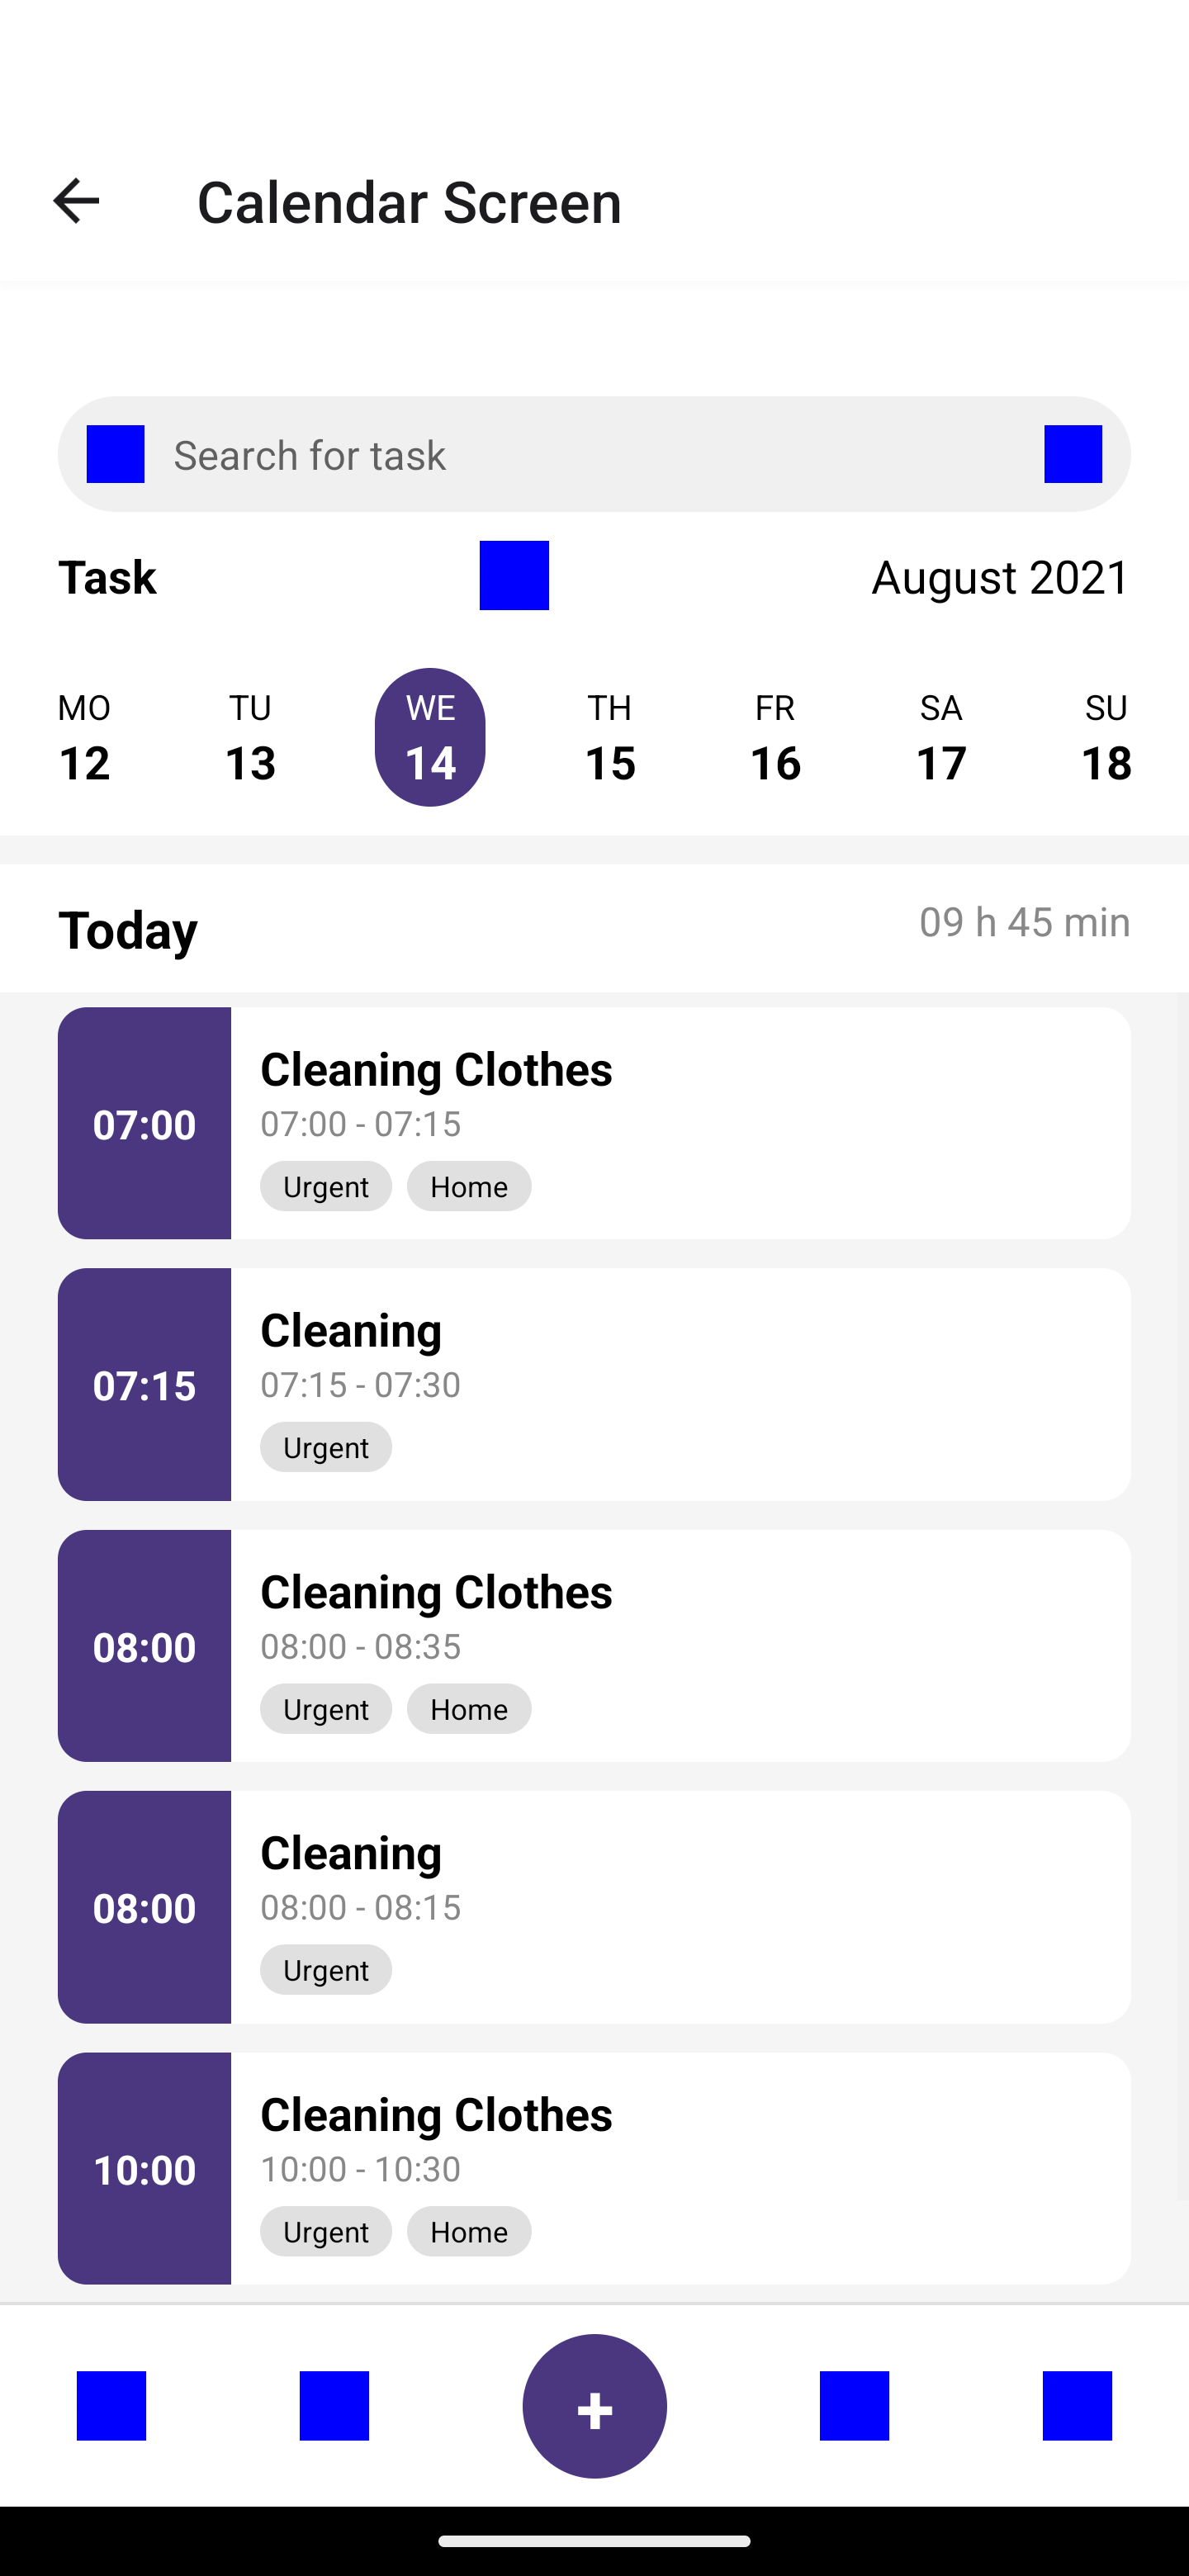 Calendar Screen
Search for task
Task August 2021
MO TU WE TH FR SA SU
12 13 14 15 16 17 18
Today 09 h 45 min
07:00
Cleaning Clothes
07:00 - 07:15
Urgent Home
07:15
Cleaning
07:15 - 07:30
Urgent
08:00
Cleaning Clothes
08:00 - 08:35
Urgent Home
08:00
Cleaning
08:00 - 08:15
Urgent
10:00
Cleaning Clothes
10:00 - 10:30
Urgent Home
+